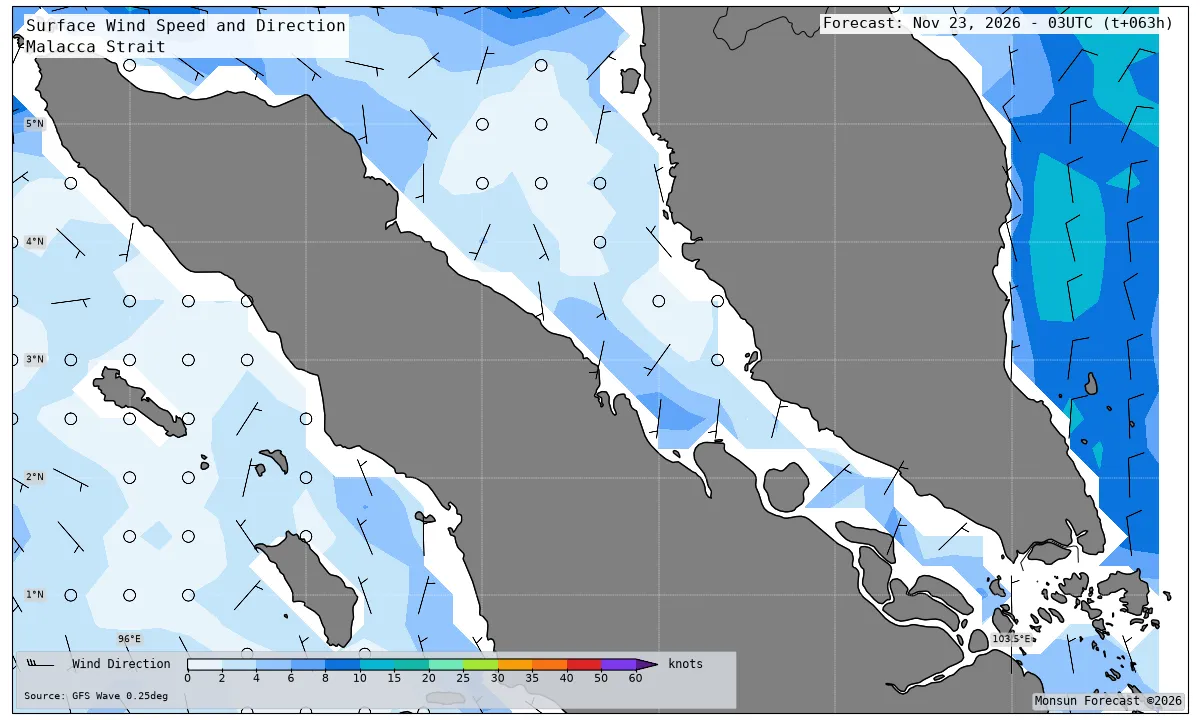 Surface Wind Speed and Direction
Malacca Strait
Forecast: Nov 23, 2026 - 03UTC (t+063h)
5°N
4°N
3°N
2°N
1°N
96°E
103.5°E
Wind Direction
0 2 4 6 8 10 15 20 25 30 35 40 50 60
knots
Source: GFS Wave 0.25deg
Monsun Forecast ©2026